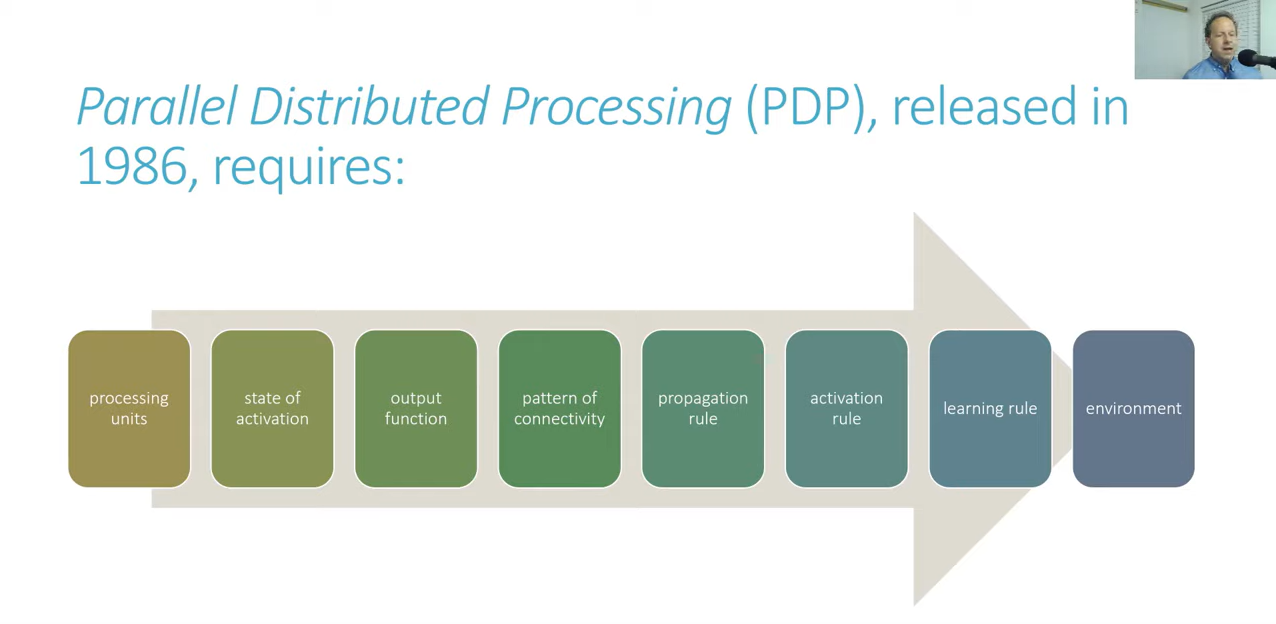 Parallel Distributed Processing (PDP), released in
1986, requires:
processing
units
state of
activation
output
function
pattern of
connectivity
propagation
rule
activation
rule
learning rule
environment